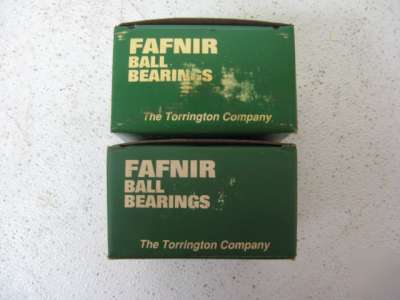 FAFNIR
BALL
BEARINGS
The Torrington Company
FAFNIR
BALL
BEARINGS
The Torrington Company